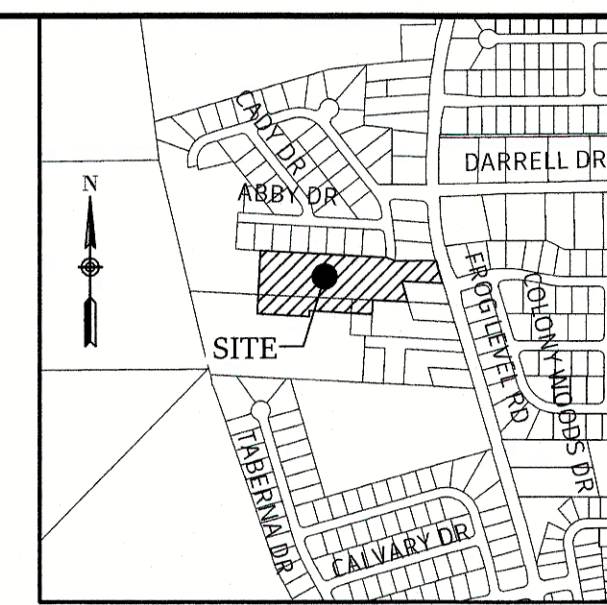 CADY DR
DARRELL DR
N
ABBY DR
FROG LEVEL RD
COLONY WOODS DR
SITE
TABERNA DR
CALVARY DR